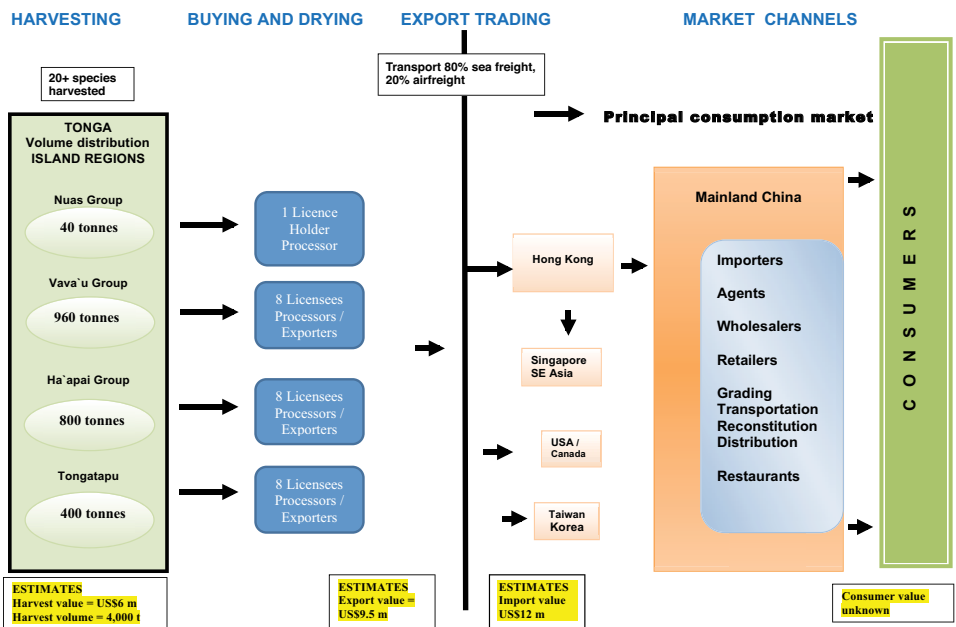 HARVESTING
BUYING AND DRYING
EXPORT TRADING
MARKET CHANNELS
20+ species
harvested
Transport 80% sea freight,
20% airfreight
Principal consumption market
TONGA
Volume distribution
ISLAND REGIONS
Nuas Group
40 tonnes
Vava`u Group
960 tonnes
Ha`apai Group
800 tonnes
Tongatapu
400 tonnes
1 Licence
Holder
Processor
8 Licensees
Processors /
Exporters
8 Licensees
Processors /
Exporters
8 Licensees
Processors /
Exporters
Hong Kong
Singapore
SE Asia
USA /
Canada
Taiwan
Korea
Mainland China
Importers
Agents
Wholesalers
Retailers
Grading
Transportation
Reconstitution
Distribution
Restaurants
CONSUMERS
ESTIMATES
Harvest value = US$6 m
Harvest volume = 4,000 t
ESTIMATES
Export value =
US$9.5 m
ESTIMATES
Import value
US$12 m
Consumer value
unknown